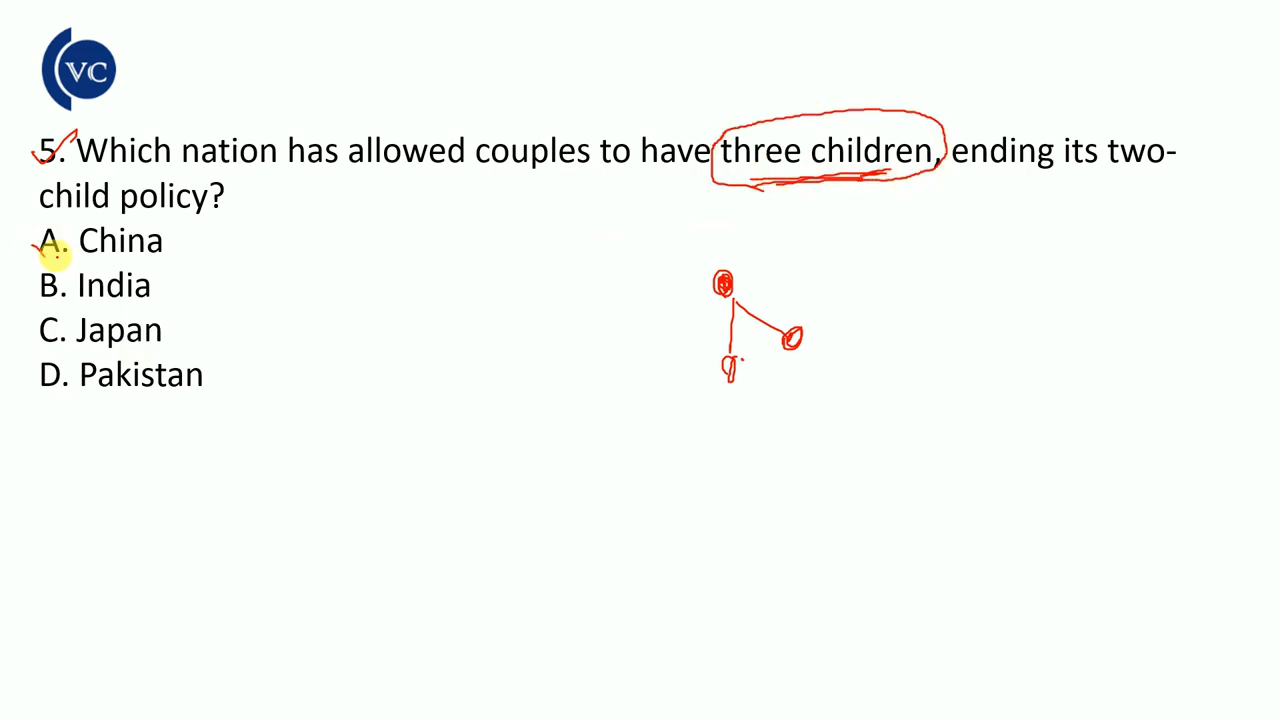 VC
5. Which nation has allowed couples to have three children, ending its two-
child policy?
A. China
B. India
C. Japan
D. Pakistan